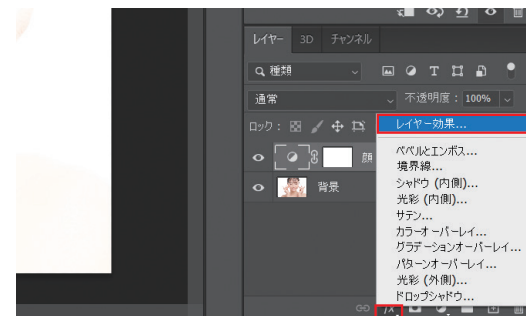 レイヤー 3D チャンネル
種類
通常 不透明度: 100%
ロック:
レイヤー効果...
顔
背景
ベベルとエンボス...
境界線...
シャドウ (内側)...
光彩 (内側)...
サテン...
カラーオーバーレイ...
グラデーションオーバーレイ...
パターンオーバーレイ...
光彩 (外側)...
ドロップシャドウ...
fx